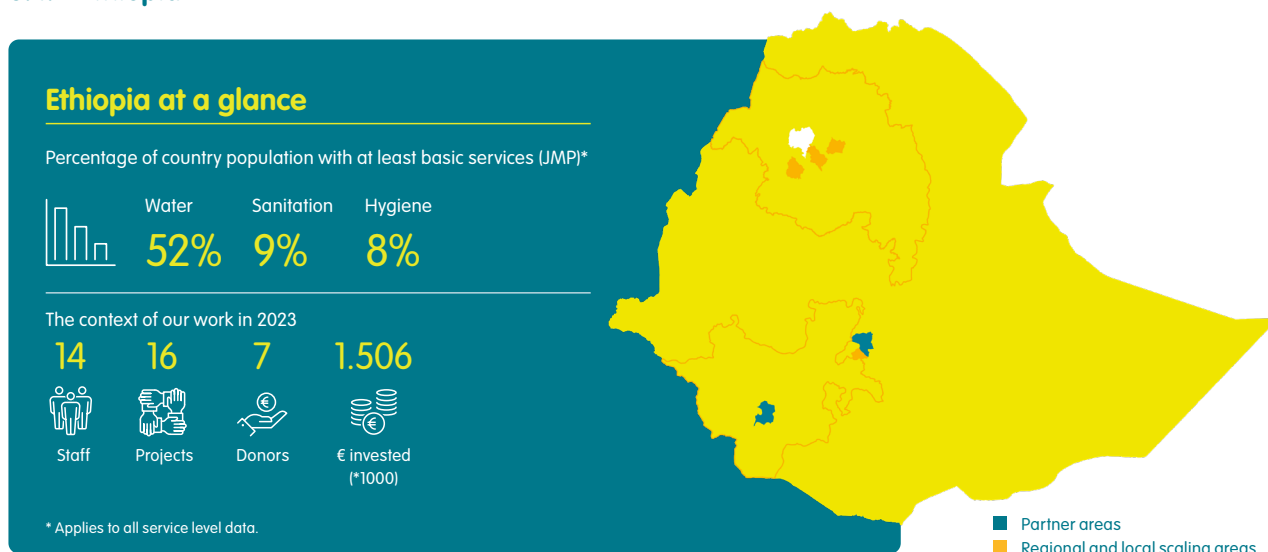 Ethiopia at a glance
Percentage of country population with at least basic services (JMP)*
Water Sanitation Hygiene
52% 9% 8%
The context of our work in 2023
14 16 7 1.506
Staff Projects Donors € invested
(*1000)
* Applies to all service level data.
Partner areas
Regional and local scaling areas